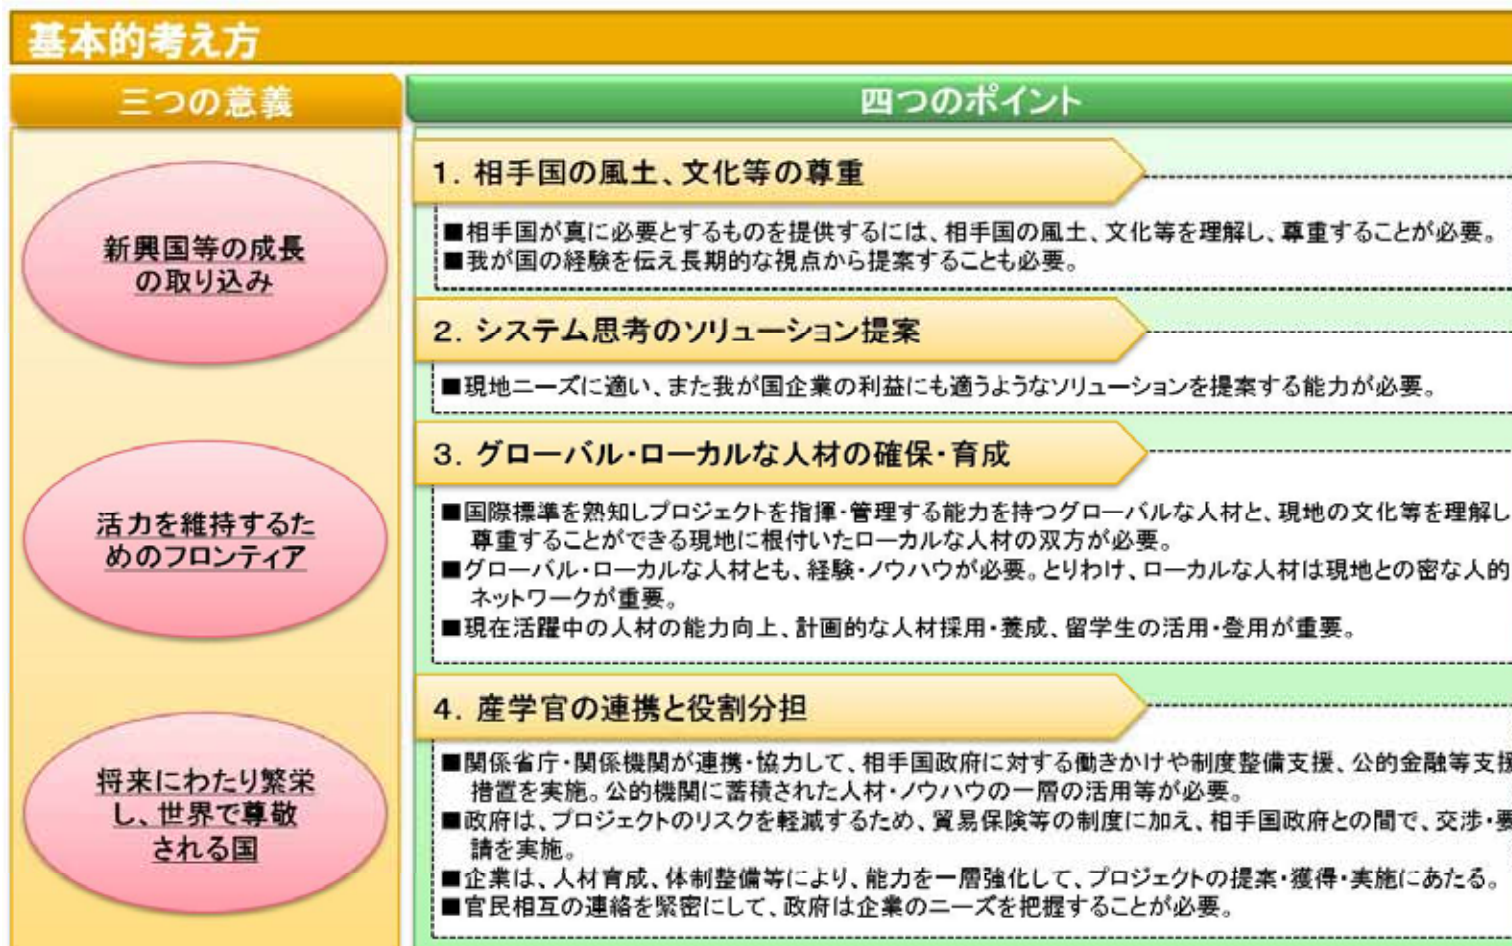 基本的考え方
三つの意義
新興国等の成長
の取り込み
活力を維持するた
めのフロンティア
将来にわたり繁栄
し、世界で尊敬
される国
四つのポイント
1. 相手国の風土、文化等の尊重
■相手国が真に必要とするものを提供するには、相手国の風土、文化等を理解し、尊重することが必要。
■我が国の経験を伝え長期的な視点から提案することも必要。
2. システム思考のソリューション提案
■現地ニーズに適い、また我が国企業の利益にも適うようなソリューションを提案する能力が必要。
3. グローバル・ローカルな人材の確保・育成
■国際標準を熟知しプロジェクトを指揮・管理する能力を持つグローバルな人材と、現地の文化等を理解し
尊重することができる現地に根付いたローカルな人材の双方が必要。
■グローバル・ローカルな人材とも、経験・ノウハウが必要。とりわけ、ローカルな人材は現地との密な人的
ネットワークが重要。
■現在活躍中の人材の能力向上、計画的な人材採用・養成、留学生の活用・登用が重要。
4. 産学官の連携と役割分担
■関係省庁・関係機関が連携・協力して、相手国政府に対する働きかけや制度整備支援、公的金融等支援
措置を実施。公的機関に蓄積された人材・ノウハウの一層の活用等が必要。
■政府は、プロジェクトのリスクを軽減するため、貿易保険等の制度に加え、相手国政府との間で、交渉・要
請を実施。
■企業は、人材育成、体制整備等により、能力を一層強化して、プロジェクトの提案・獲得・実施にあたる。
■官民相互の連絡を緊密にして、政府は企業のニーズを把握することが必要。